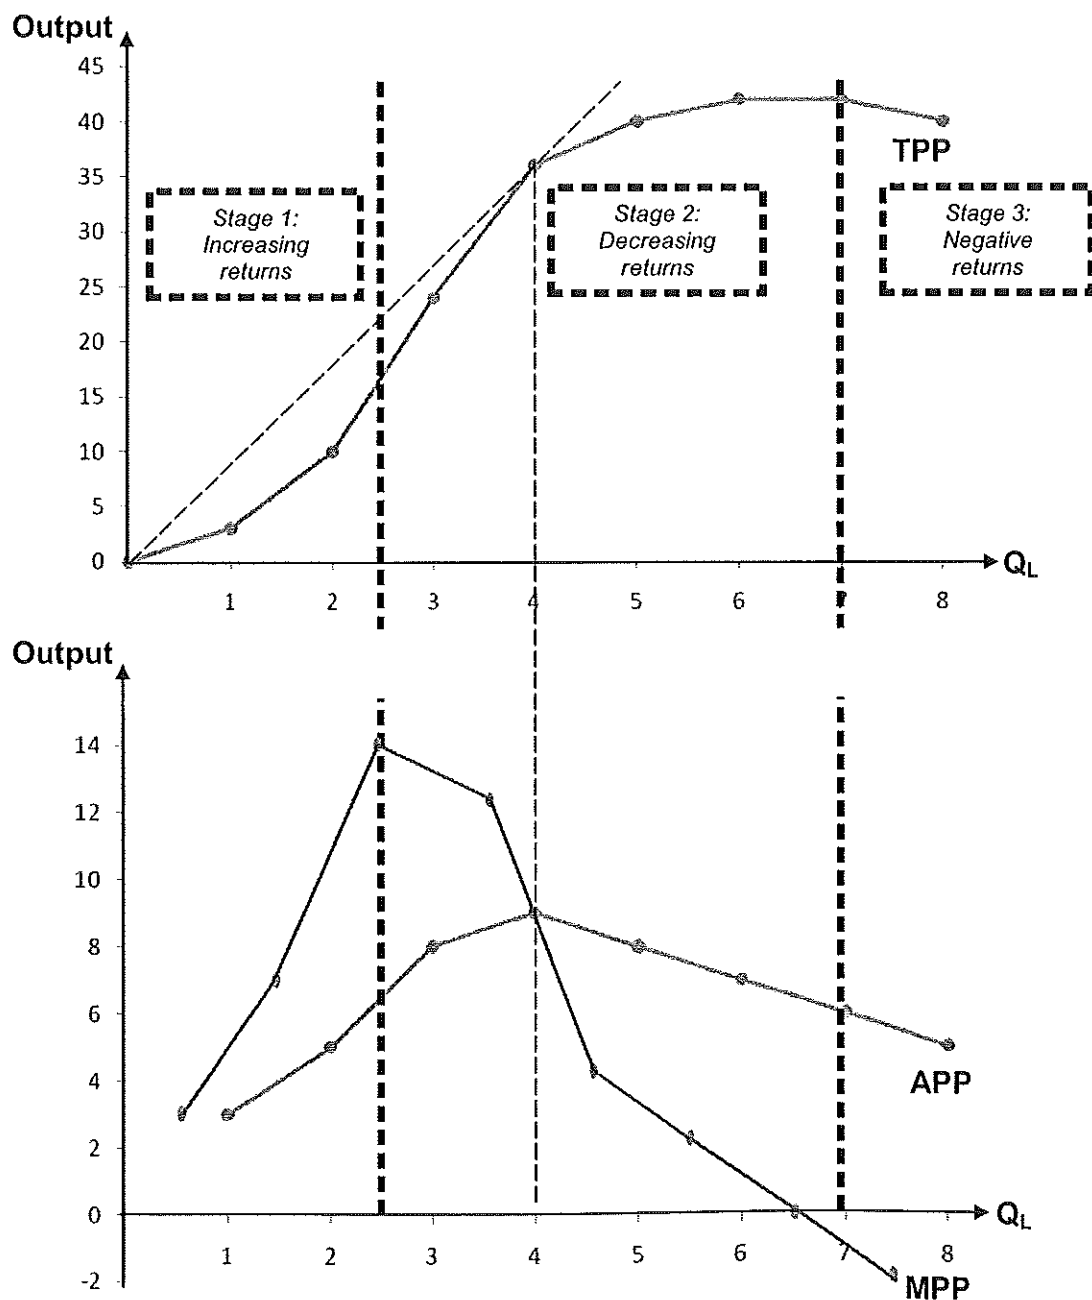 Output
45
40
35
30
25
20
15
10
5
0
TPP
Stage 1:
Increasing
returns
Stage 2:
Decreasing
returns
Stage 3:
Negative
returns
1 2 3 4 5 6 7 8
QL
Output
14
12
10
8
6
4
2
0
-2
APP
QL
1 2 3 4 5 6 7 8
MPP